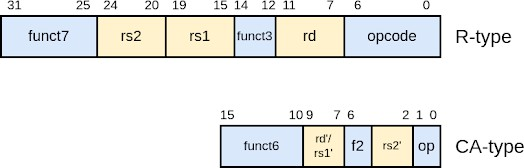 31 25 24 20 19 15 14 12 11 7 6 0
funct7 rs2 rs1 funct3 rd opcode R-type
15 10 9 7 6 2 1 0
funct6 rd'/ rs1' f2 rs2' op CA-type